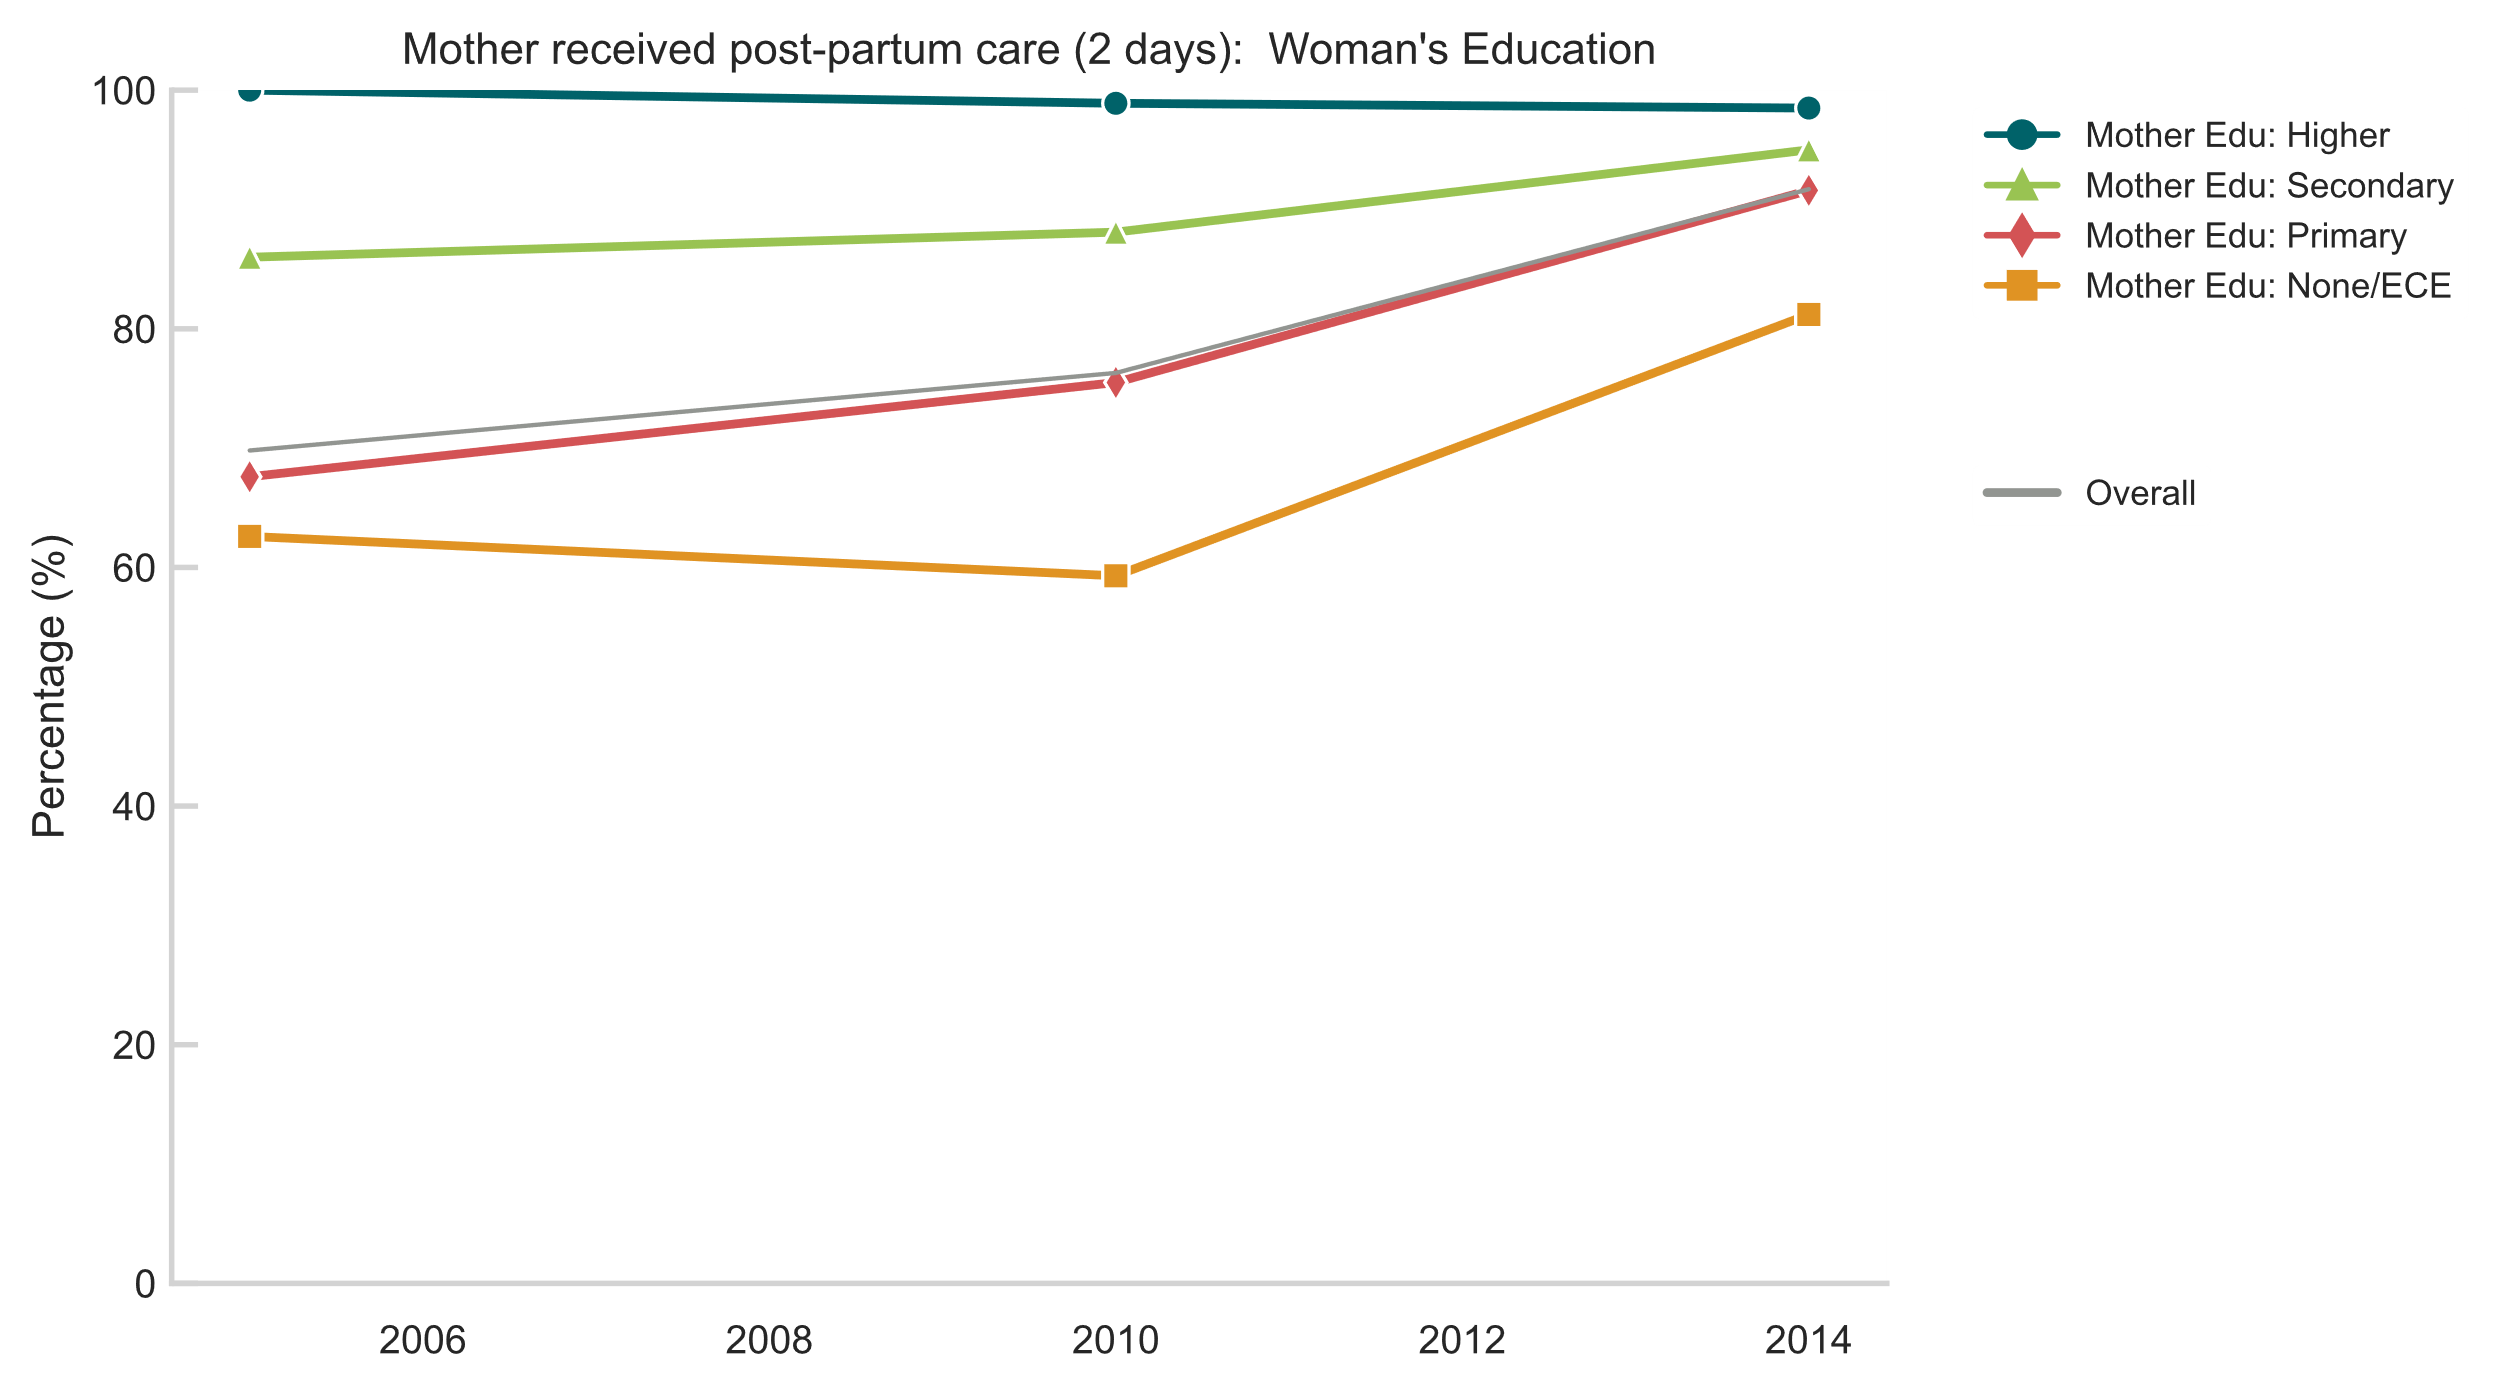 Mother received post-partum care (2 days):  Woman's Education
100
80
60
40
20
0
Percentage (%)
2006
2008
2010
2012
2014
Mother Edu: Higher
Mother Edu: Secondary
Mother Edu: Primary
Mother Edu: None/ECE
Overall